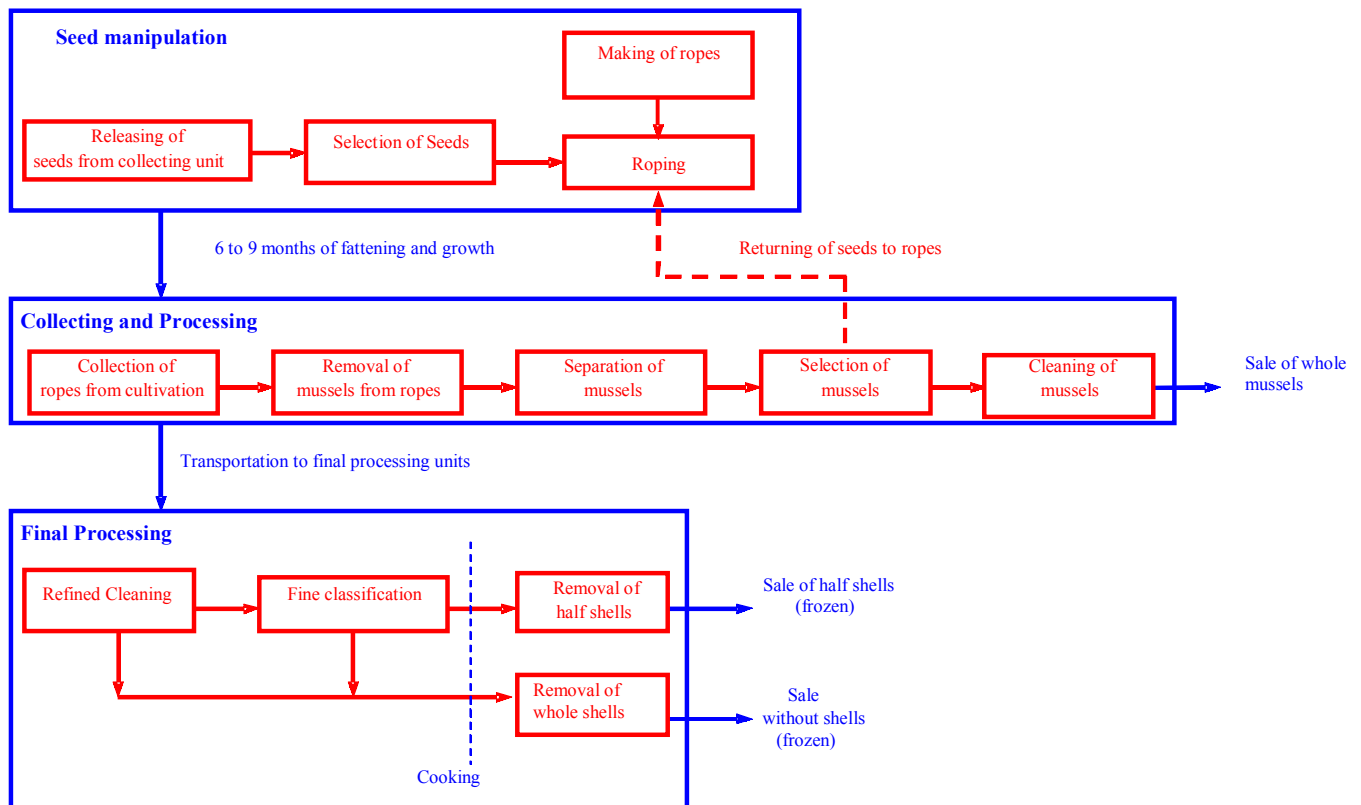 Seed manipulation
Making of ropes
Releasing of
seeds from collecting unit
Selection of Seeds
Roping
6 to 9 months of fattening and growth
Returning of seeds to ropes
Collecting and Processing
Collection of
ropes from cultivation
Removal of
mussels from ropes
Separation of
mussels
Selection of
mussels
Cleaning of
mussels
Sale of whole
mussels
Transportation to final processing units
Final Processing
Refined Cleaning
Fine classification
Removal of
half shells
Sale of half shells
(frozen)
Removal of
whole shells
Sale
without shells
(frozen)
Cooking